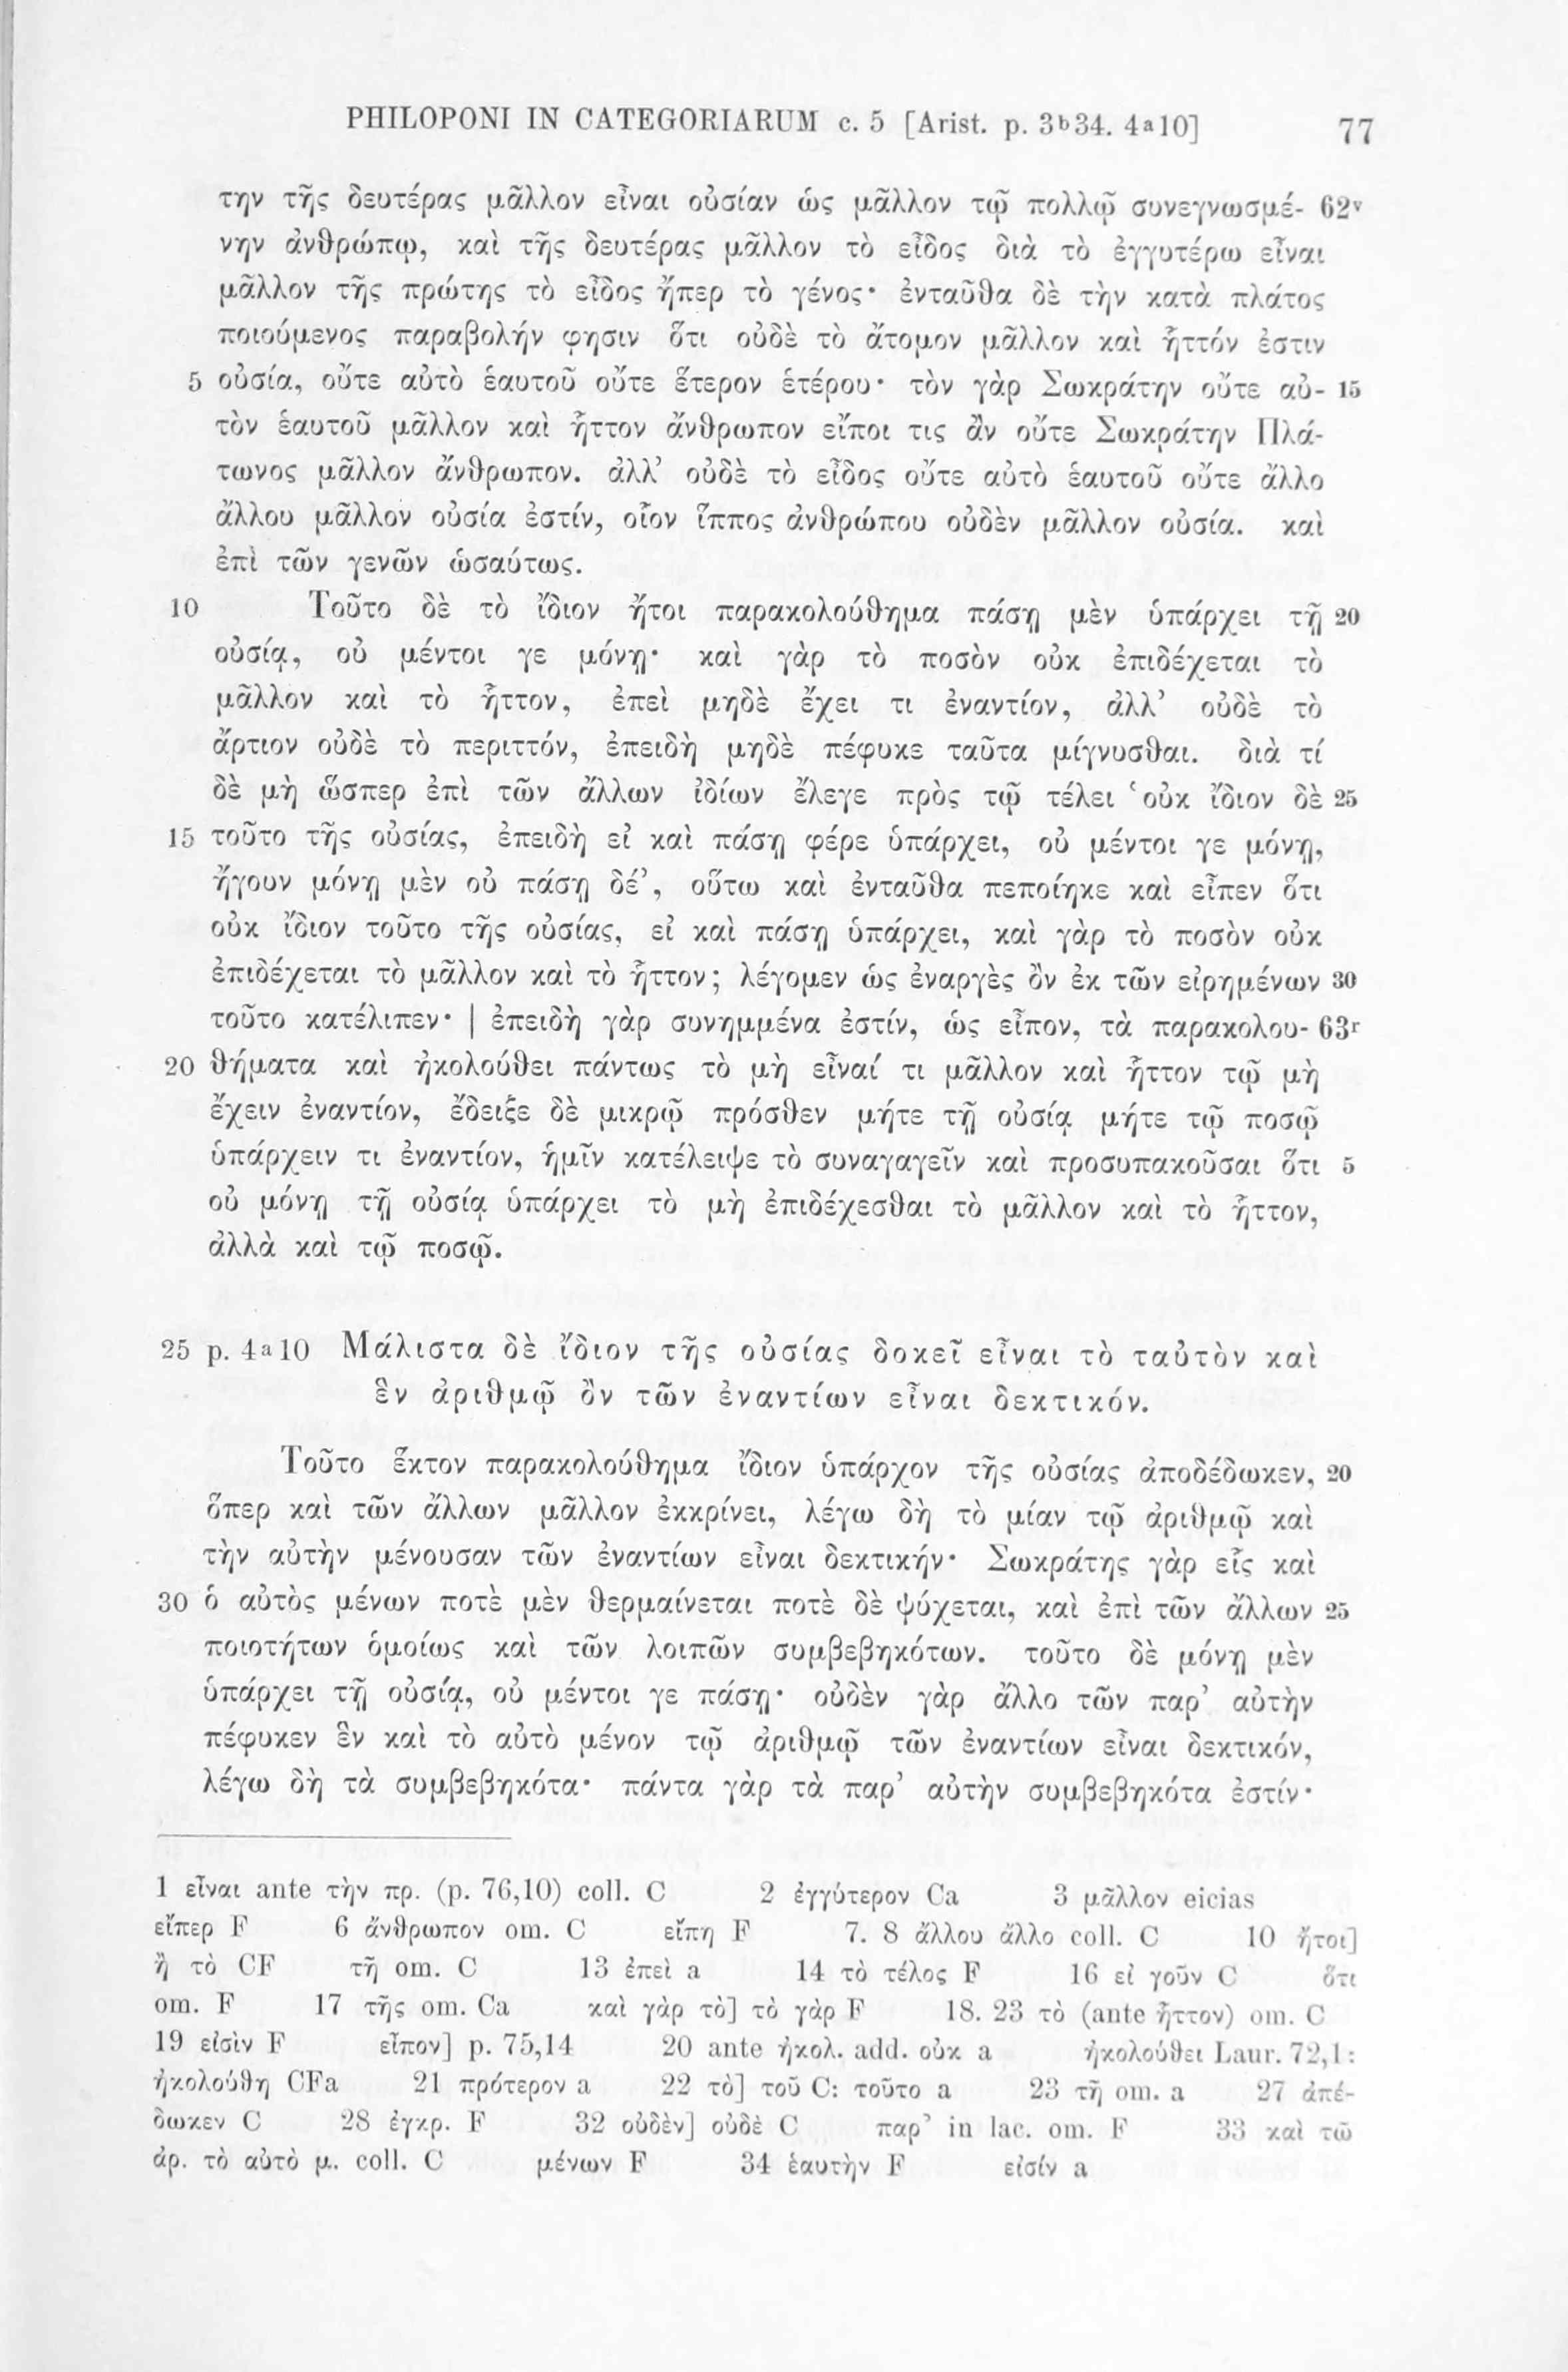 PHILOPONI IN CATEGORIARUM c. 5 [Arist. p. 3b34. 4a10] 77
την τῆς δευτέρας μᾶλλον εἶναι οὐσίαν ὡς μᾶλλον τῷ πολλῷ συνεγνωσμέ- 62v
νην ἀνθρώπῳ, καὶ τῆς δευτέρας μᾶλλον τὸ εἶδος διὰ τὸ ἐγγυτέρω εἶναι
μᾶλλον τῆς πρώτης τὸ εἶδος ἤπερ τὸ γένος· ἐνταῦθα δὲ τὴν κατὰ πλάτος
ποιούμενος παραβολήν φησιν ὅτι οὐδὲ τὸ ἄτομον μᾶλλον καὶ ἧττόν ἐστιν
5 οὐσία, οὔτε αὐτὸ ἑαυτοῦ οὔτε ἕτερον ἑτέρου· τὸν γὰρ Σωκράτην οὔτε αὐ- 15
τὸν ἑαυτοῦ μᾶλλον καὶ ἧττον ἄνθρωπον εἴποι τις ἂν οὔτε Σωκράτην Πλά-
τωνος μᾶλλον ἄνθρωπον. ἀλλ’ οὐδὲ τὸ εἶδος οὔτε αὐτὸ ἑαυτοῦ οὔτε ἄλλο
ἄλλου μᾶλλον οὐσία ἐστίν, οἷον ἵππος ἀνθρώπου οὐδὲν μᾶλλον οὐσία. καὶ
ἐπὶ τῶν γενῶν ὡσαύτως.
10 Τοῦτο δὲ τὸ ἴδιον ἤτοι παρακολούθημα πάσῃ μὲν ὑπάρχει τῇ 20
οὐσίᾳ, οὐ μέντοι γε μόνῃ· καὶ γὰρ τὸ ποσὸν οὐκ ἐπιδέχεται τὸ
μᾶλλον καὶ τὸ ἧττον, ἐπεὶ μηδὲ ἔχει τι ἐναντίον, ἀλλ’ οὐδὲ τὸ
ἄρτιον οὐδὲ τὸ περιττόν, ἐπειδὴ μηδὲ πέφυκε ταῦτα μίγνυσθαι. διὰ τί
δὲ μὴ ὥσπερ ἐπὶ τῶν ἄλλων ἰδίων ἔλεγε πρὸς τῷ τέλει ‘οὐκ ἴδιον δὲ 25
15 τοῦτο τῆς οὐσίας, ἐπειδὴ εἰ καὶ πάσῃ φέρε ὑπάρχει, οὐ μέντοι γε μόνῃ,
ἤγουν μόνῃ μὲν οὐ πάσῃ δέ’, οὕτω καὶ ἐνταῦθα πεποίηκε καὶ εἶπεν ὅτι
οὐκ ἴδιον τοῦτο τῆς οὐσίας, εἰ καὶ πάσῃ ὑπάρχει, καὶ γὰρ τὸ ποσὸν οὐκ
ἐπιδέχεται τὸ μᾶλλον καὶ τὸ ἧττον; λέγομεν ὡς ἐναργὲς ὂν ἐκ τῶν εἰρημένων 30
τοῦτο κατέλιπεν· | ἐπειδὴ γὰρ συνημμένα ἐστίν, ὡς εἶπον, τὰ παρακολου- 63r
20 θήματα καὶ ἠκολούθει πάντως τὸ μὴ εἶναί τι μᾶλλον καὶ ἧττον τῷ μὴ
ἔχειν ἐναντίον, ἔδειξε δὲ μικρῷ πρόσθεν μήτε τῇ οὐσίᾳ μήτε τῷ ποσῷ
ὑπάρχειν τι ἐναντίον, ἡμῖν κατέλειψε τὸ συναγαγεῖν καὶ προσυπακοῦσαι ὅτι 5
οὐ μόνῃ τῇ οὐσίᾳ ὑπάρχει τὸ μὴ ἐπιδέχεσθαι τὸ μᾶλλον καὶ τὸ ἧττον,
ἀλλὰ καὶ τῷ ποσῷ.
25 p. 4a10 Μάλιστα δὲ ἴδιον τῆς οὐσίας δοκεῖ εἶναι τὸ ταὐτὸν καὶ
ἓν ἀριθμῷ ὂν τῶν ἐναντίων εἶναι δεκτικόν.
Τοῦτο ἕκτον παρακολούθημα ἴδιον ὑπάρχον τῆς οὐσίας ἀποδέδωκεν, 20
ὅπερ καὶ τῶν ἄλλων μᾶλλον ἐκκρίνει, λέγω δὴ τὸ μίαν τῷ ἀριθμῷ καὶ
τὴν αὐτὴν μένουσαν τῶν ἐναντίων εἶναι δεκτικήν· Σωκράτης γὰρ εἷς καὶ
30 ὁ αὐτὸς μένων ποτὲ μὲν θερμαίνεται ποτὲ δὲ ψύχεται, καὶ ἐπὶ τῶν ἄλλων 25
ποιοτήτων ὁμοίως καὶ τῶν λοιπῶν συμβεβηκότων. τοῦτο δὲ μόνῃ μὲν
ὑπάρχει τῇ οὐσίᾳ, οὐ μέντοι γε πάσῃ· οὐδὲν γὰρ ἄλλο τῶν παρ’ αὐτὴν
πέφυκεν ἓν καὶ τὸ αὐτὸ μένον τῷ ἀριθμῷ τῶν ἐναντίων εἶναι δεκτικόν,
λέγω δὴ τὰ συμβεβηκότα· πάντα γὰρ τὰ παρ’ αὐτὴν συμβεβηκότα ἐστίν·
1 εἶναι ante τὴν πρ. (p. 76,10) coll. C 2 ἐγγύτερον Ca 3 μᾶλλον eicias
εἴπερ F 6 ἄνθρωπον om. C εἴπῃ F 7. 8 ἄλλου ἄλλο coll. C 10 ἤτοι]
ἢ τὸ CF τῇ om. C 13 ἐπεὶ a 14 τὸ τέλος F 16 εἰ γοῦν C ὅτι
om. F 17 τῆς om. Ca καὶ γὰρ τὸ] τὸ γὰρ F 18. 23 τὸ (ante ἧττον) om. C
19 εἰσὶν F εἶπον] p. 75,14 20 ante ἠκολ. add. οὐκ a ἠκολούθει Laur. 72,1:
ἠκολούθη CFa 21 πρότερον a 22 τὸ] τοῦ C: τοῦτο a 23 τῇ om. a 27 ἀπέ-
δωκεν C 28 ἐγκρ. F 32 οὐδὲν] οὐδὲ C παρ’ in lac. om. F 33 καὶ τῷ
ἀρ. τὸ αὐτὸ μ. coll. C μένων F 34 ἑαυτὴν F εἰσίν a